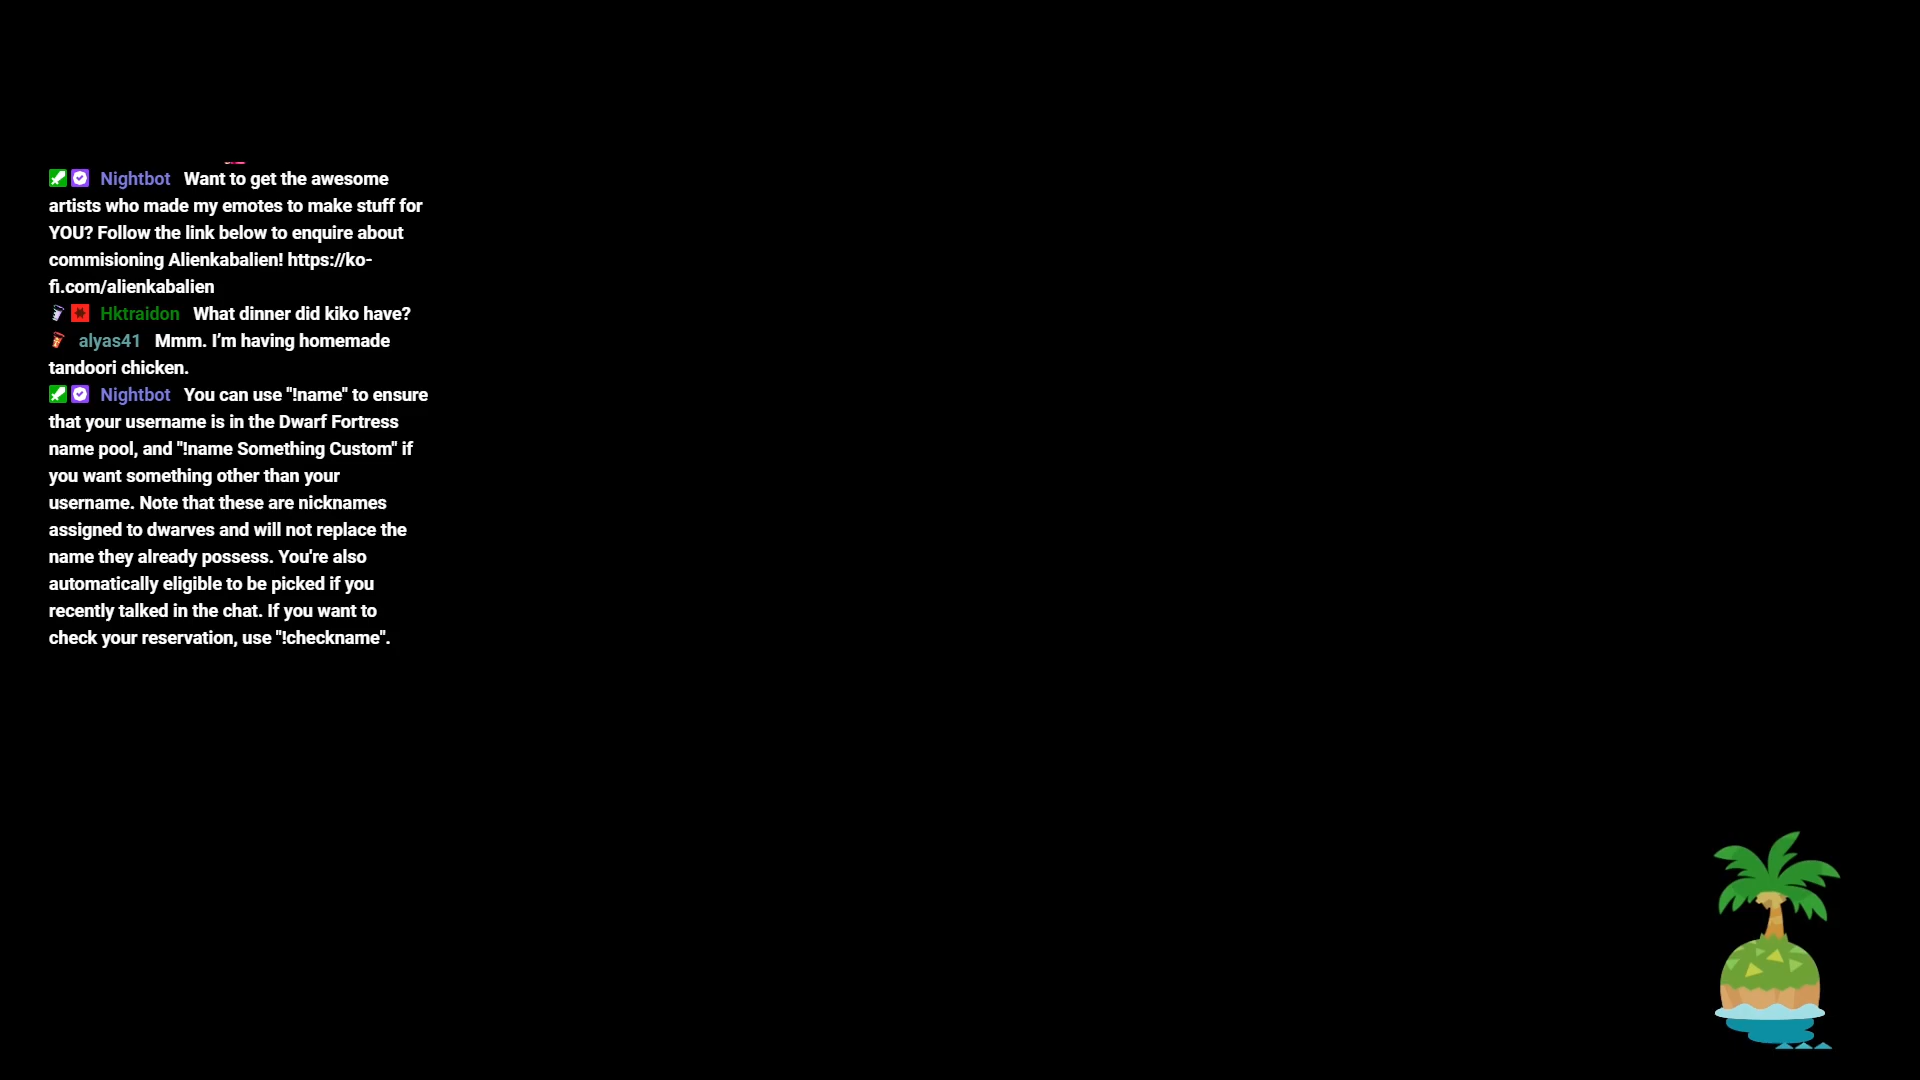 Nightbot Want to get the awesome
artists who made my emotes to make stuff for
YOU? Follow the link below to enquire about
commisioning Alienkabalien! https://ko-
fi.com/alienkabalien
Hktraidon What dinner did kiko have?
alyas41 Mmm. I’m having homemade
tandoori chicken.
Nightbot You can use "!name" to ensure
that your username is in the Dwarf Fortress
name pool, and "!name Something Custom" if
you want something other than your
username. Note that these are nicknames
assigned to dwarves and will not replace the
name they already possess. You're also
automatically eligible to be picked if you
recently talked in the chat. If you want to
check your reservation, use "!checkname".